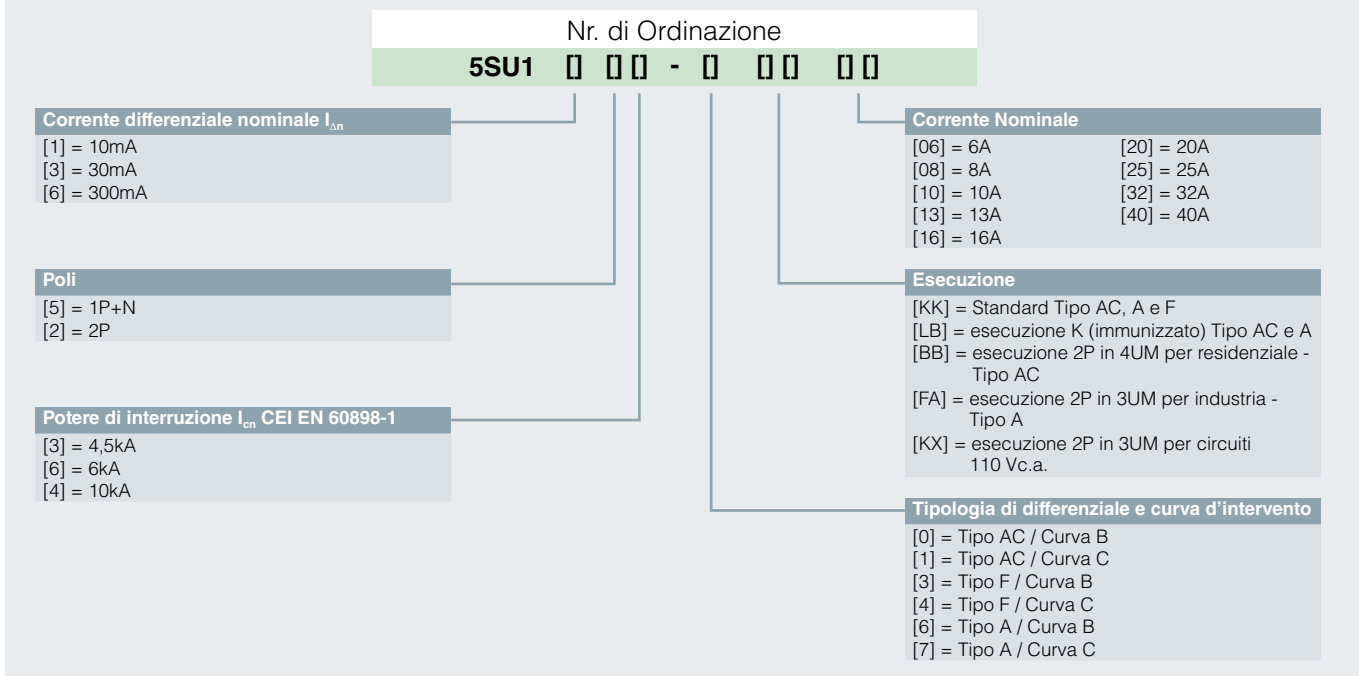 Nr. di Ordinazione
5SU1 [] [] [] - [] [] [] [] []
Corrente differenziale nominale IΔn
[1] = 10mA
[3] = 30mA
[6] = 300mA
Poli
[5] = 1P+N
[2] = 2P
Potere di interruzione Icn CEI EN 60898-1
[3] = 4,5kA
[6] = 6kA
[4] = 10kA
Corrente Nominale
[06] = 6A [20] = 20A
[08] = 8A [25] = 25A
[10] = 10A [32] = 32A
[13] = 13A [40] = 40A
[16] = 16A
Esecuzione
[KK] = Standard Tipo AC, A e F
[LB] = esecuzione K (immunizzato) Tipo AC e A
[BB] = esecuzione 2P in 4UM per residenziale -
Tipo AC
[FA] = esecuzione 2P in 3UM per industria -
Tipo A
[KX] = esecuzione 2P in 3UM per circuiti
110 Vc.a.
Tipologia di differenziale e curva d'intervento
[0] = Tipo AC / Curva B
[1] = Tipo AC / Curva C
[3] = Tipo F / Curva B
[4] = Tipo F / Curva C
[6] = Tipo A / Curva B
[7] = Tipo A / Curva C